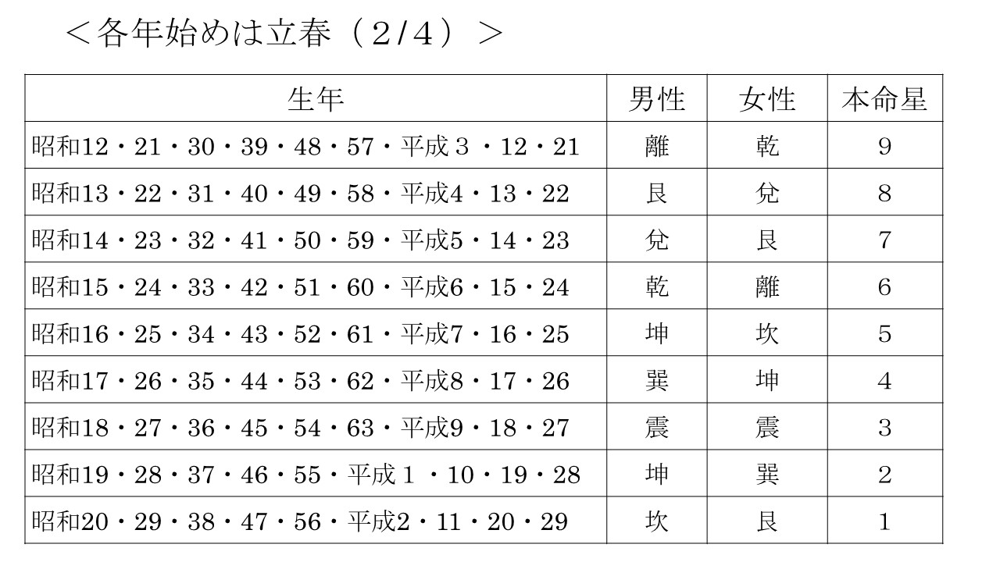 ＜各年始めは立春（２/４）＞
生年 男性 女性 本命星
昭和12・21・30・39・48・57・平成３・12・21 離 乾 ９
昭和13・22・31・40・49・58・平成4・13・22 艮 兌 ８
昭和14・23・32・41・50・59・平成5・14・23 兌 艮 ７
昭和15・24・33・42・51・60・平成6・15・24 乾 離 ６
昭和16・25・34・43・52・61・平成7・16・25 坤 坎 ５
昭和17・26・35・44・53・62・平成8・17・26 巽 坤 ４
昭和18・27・36・45・54・63・平成9・18・27 震 震 ３
昭和19・28・37・46・55・平成１・10・19・28 坤 巽 ２
昭和20・29・38・47・56・平成2・11・20・29 坎 艮 １